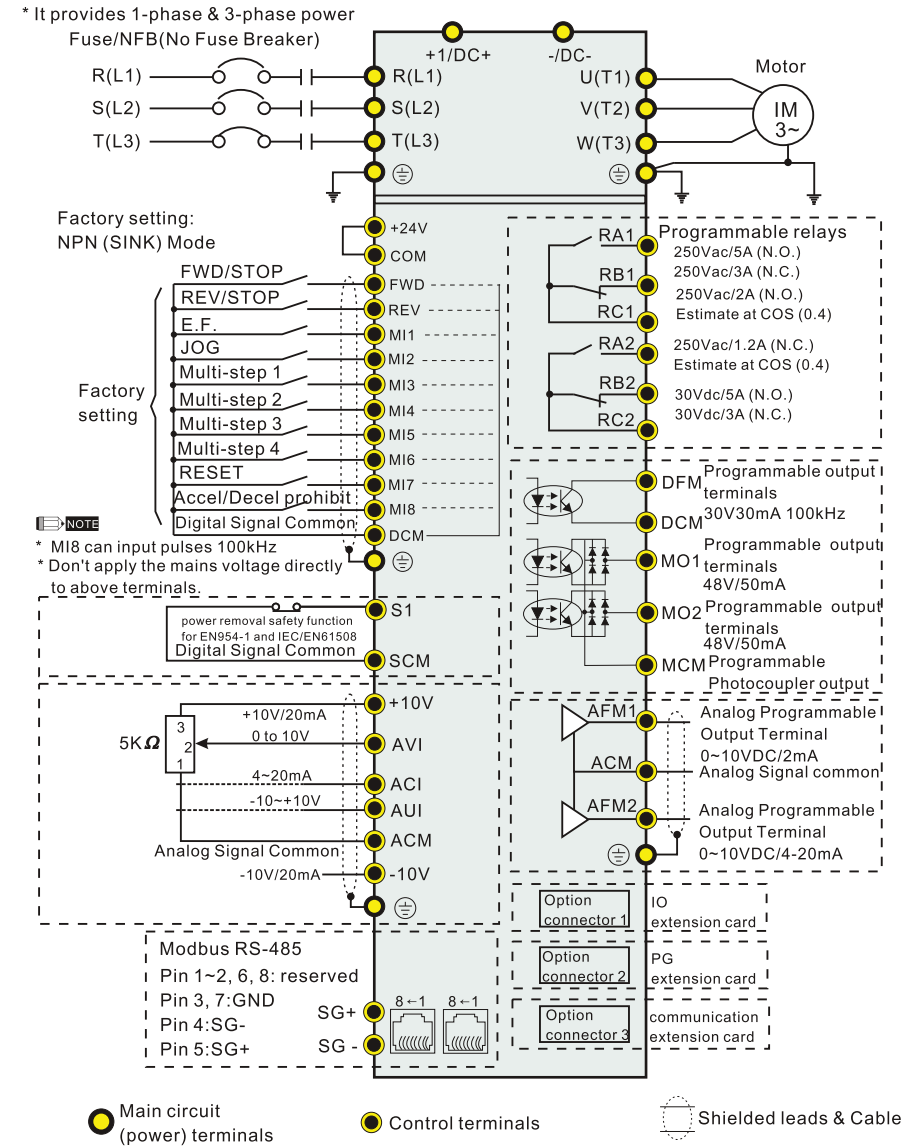 * It provides 1-phase & 3-phase power
Fuse/NFB(No Fuse Breaker)
R(L1)
S(L2)
T(L3)
+1/DC+
-/DC-
R(L1)
S(L2)
T(L3)
U(T1)
V(T2)
W(T3)
Motor
IM
3~
Factory setting:
NPN (SINK) Mode
+24V
COM
FWD/STOP
FWD
REV/STOP
REV
E.F.
MI1
JOG
MI2
Multi-step 1
MI3
Multi-step 2
MI4
Multi-step 3
MI5
Multi-step 4
MI6
RESET
MI7
Accel/Decel prohibit
MI8
Digital Signal Common
DCM
Factory
setting
NOTE
* MI8 can input pulses 100kHz
* Don't apply the mains voltage directly
to above terminals.
RA1
RB1
RC1
RA2
RB2
RC2
Programmable relays
250Vac/5A (N.O.)
250Vac/3A (N.C.)
250Vac/2A (N.O.)
Estimate at COS (0.4)
250Vac/1.2A (N.C.)
Estimate at COS (0.4)
30Vdc/5A (N.O.)
30Vdc/3A (N.C.)
DFM
Programmable output
terminals
30V30mA 100kHz
DCM
MO1
Programmable output
terminals
48V/50mA
MO2
Programmable output
terminals
48V/50mA
MCM
Programmable
Photocoupler output
S1
power removal safety function
for EN954-1 and IEC/EN61508
Digital Signal Common
SCM
+10V
+10V/20mA
5KΩ
3
2
1
0 to 10V
AVI
4~20mA
ACI
-10~+10V
AUI
ACM
Analog Signal Common
-10V/20mA
-10V
AFM1
Analog Programmable
Output Terminal
0~10VDC/2mA
ACM
Analog Signal common
AFM2
Analog Programmable
Output Terminal
0~10VDC/4-20mA
Option
connector 1
IO
extension card
Option
connector 2
PG
extension card
Option
connector 3
communication
extension card
Modbus RS-485
Pin 1~2, 6, 8: reserved
Pin 3, 7:GND
Pin 4:SG-
Pin 5:SG+
SG+
SG -
8←1
8←1
Main circuit
(power) terminals
Control terminals
Shielded leads & Cable